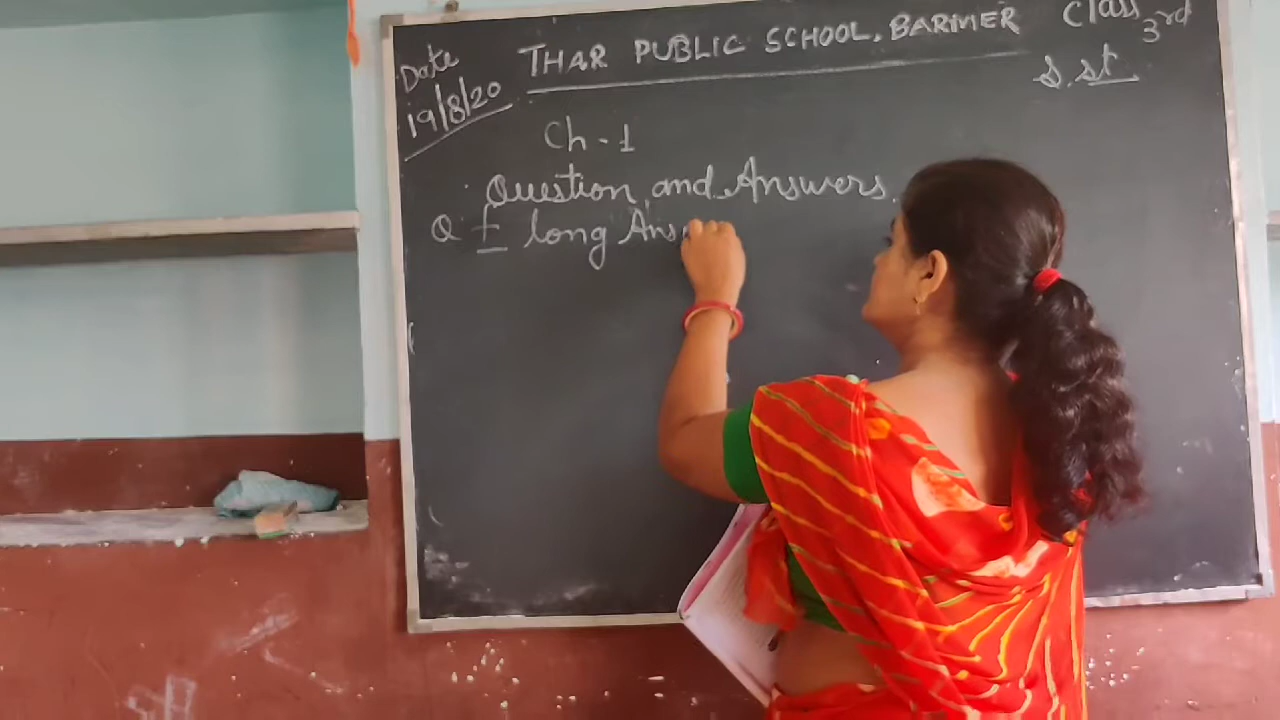 Date
19/8/20
THAR PUBLIC SCHOOL, BARMER
Class 3rd
S.st
Ch-1
Question and Answers.
Q I long Ans